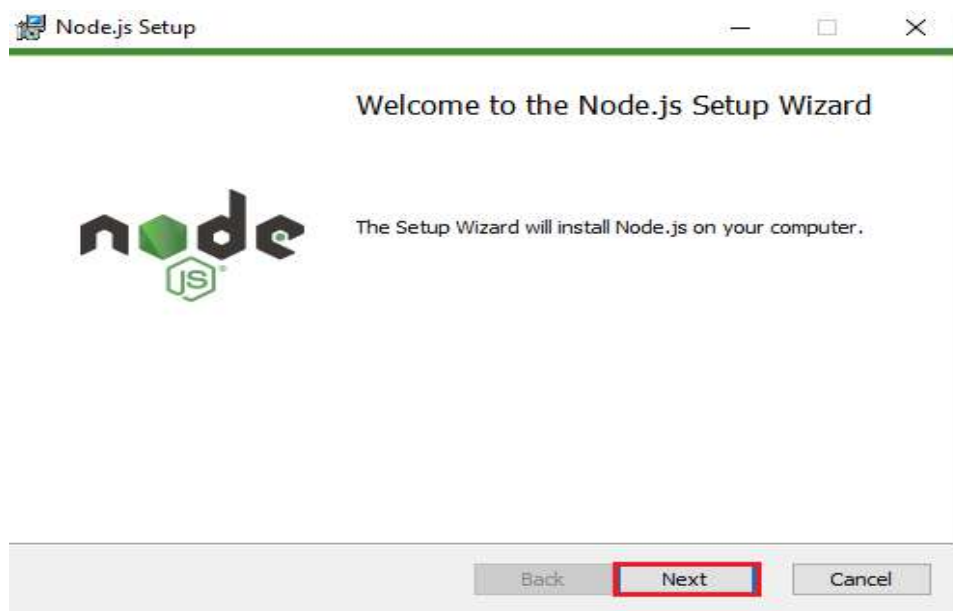 Node.js Setup
Welcome to the Node.js Setup Wizard
node
JS
The Setup Wizard will install Node.js on your computer.
Back
Next
Cancel